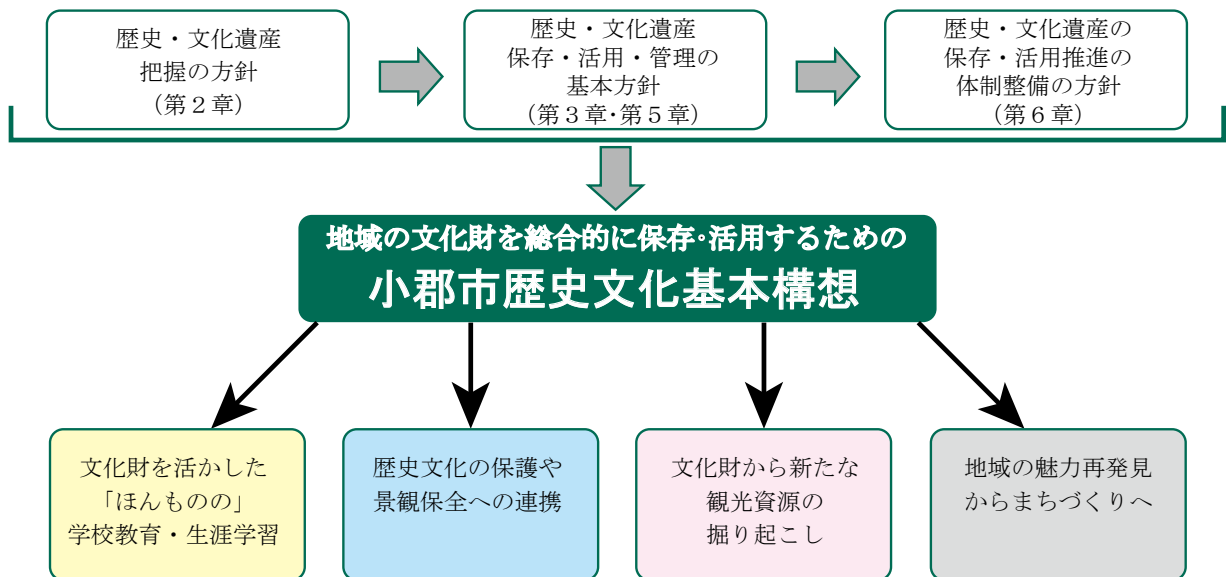 歴史・文化遺産
把握の方針
（第２章）
歴史・文化遺産
保存・活用・管理の
基本方針
（第３章･第５章）
歴史・文化遺産の
保存・活用推進の
体制整備の方針
（第６章）
地域の文化財を総合的に保存･活用するための
小郡市歴史文化基本構想
文化財を活かした
「ほんものの」
学校教育・生涯学習
歴史文化の保護や
景観保全への連携
文化財から新たな
観光資源の
掘り起こし
地域の魅力再発見
からまちづくりへ